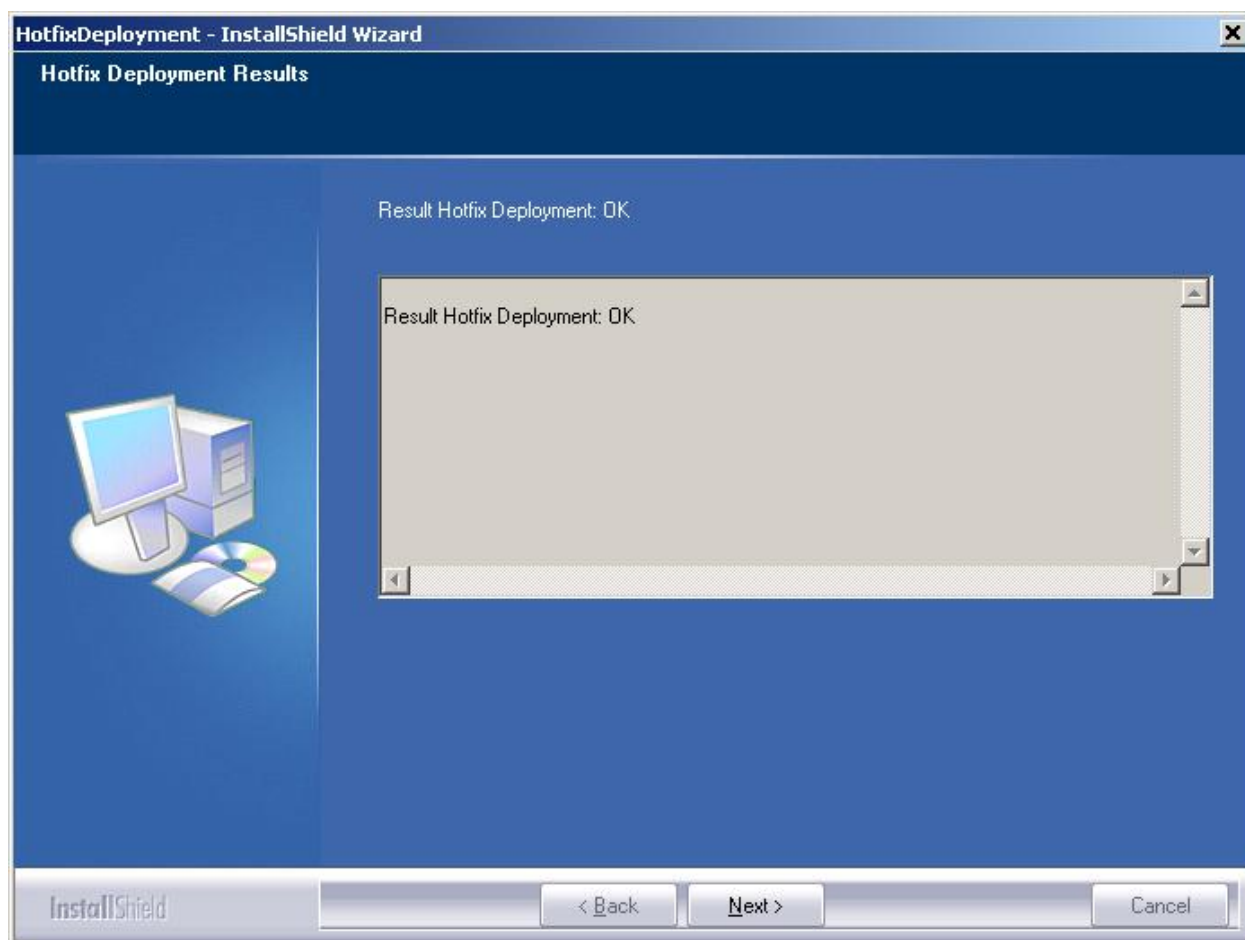 HotfixDeployment - InstallShield Wizard
Hotfix Deployment Results
Result Hotfix Deployment: OK
Result Hotfix Deployment: OK
InstallShield
< Back
Next >
Cancel